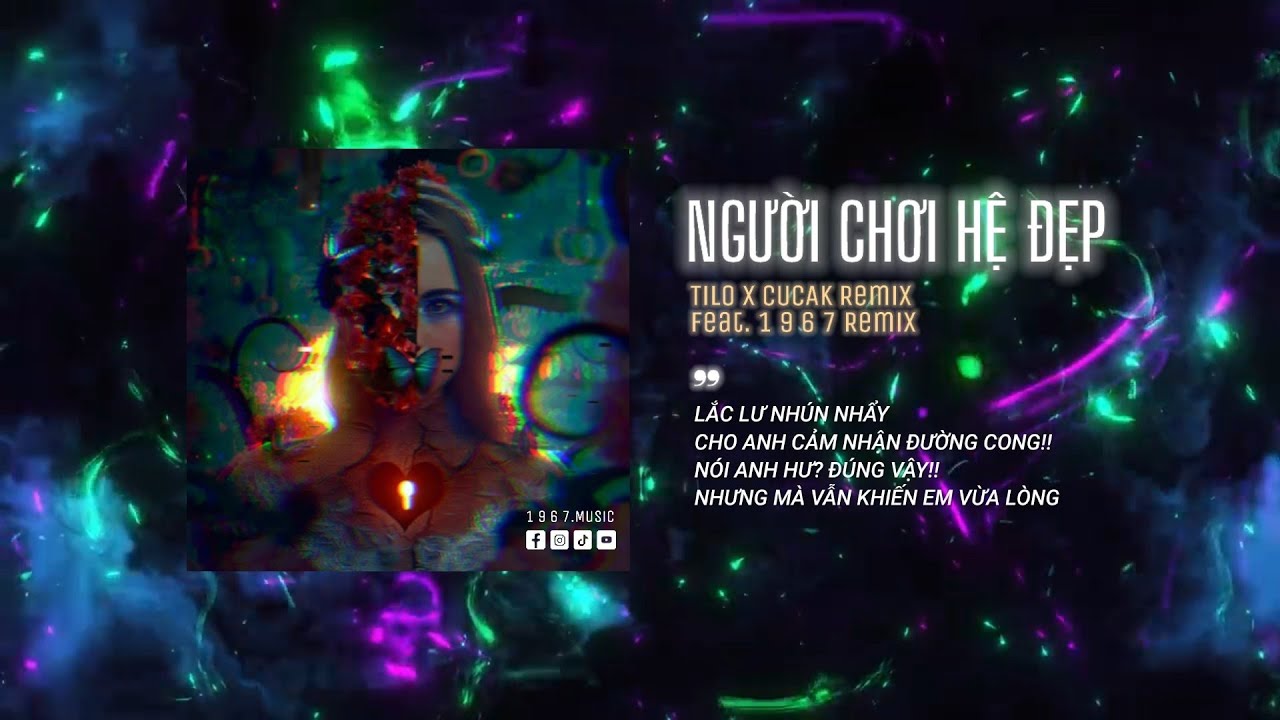 NGƯỜI CHƠI HỆ ĐẸP
TILO X CUCAK REMIX
FEAT. 1 9 6 7 REMIX
"
LẮC LƯ NHÚN NHẨY
CHO ANH CẢM NHẬN ĐƯỜNG CONG!!
NÓI ANH HƯ? ĐÚNG VẬY!!
NHƯNG MÀ VẪN KHIẾN EM VỪA LÒNG
1 9 6 7.MUSIC